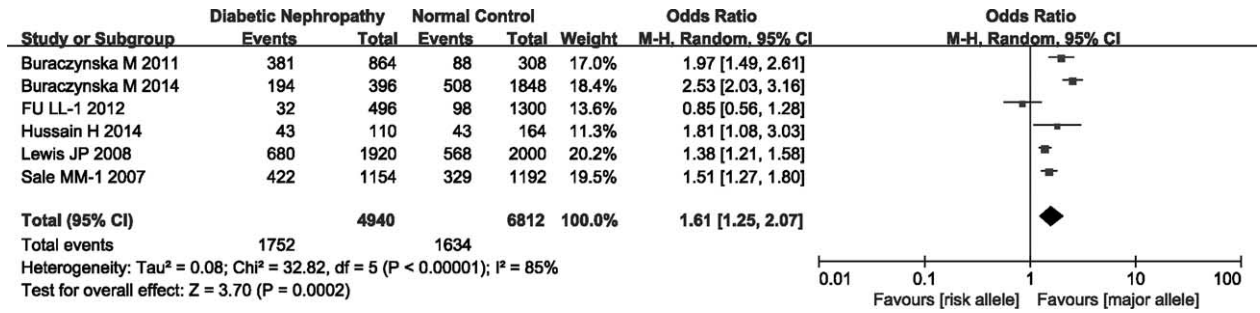 Diabetic Nephropathy Normal Control Odds Ratio Odds Ratio
Study or Subgroup Events Total Events Total Weight M-H, Random, 95% CI M-H, Random, 95% CI
Buraczynska M 2011 381 864 88 308 17.0% 1.97 [1.49, 2.61]
Buraczynska M 2014 194 396 508 1848 18.4% 2.53 [2.03, 3.16]
FU LL-1 2012 32 496 98 1300 13.6% 0.85 [0.56, 1.28]
Hussain H 2014 43 110 43 164 11.3% 1.81 [1.08, 3.03]
Lewis JP 2008 680 1920 568 2000 20.2% 1.38 [1.21, 1.58]
Sale MM-1 2007 422 1154 329 1192 19.5% 1.51 [1.27, 1.80]
Total (95% CI) 4940 6812 100.0% 1.61 [1.25, 2.07]
Total events 1752 1634
Heterogeneity: Tau² = 0.08; Chi² = 32.82, df = 5 (P < 0.00001); I² = 85%
Test for overall effect: Z = 3.70 (P = 0.0002)
0.01 0.1 1 10 100
Favours [risk allele] Favours [major allele]